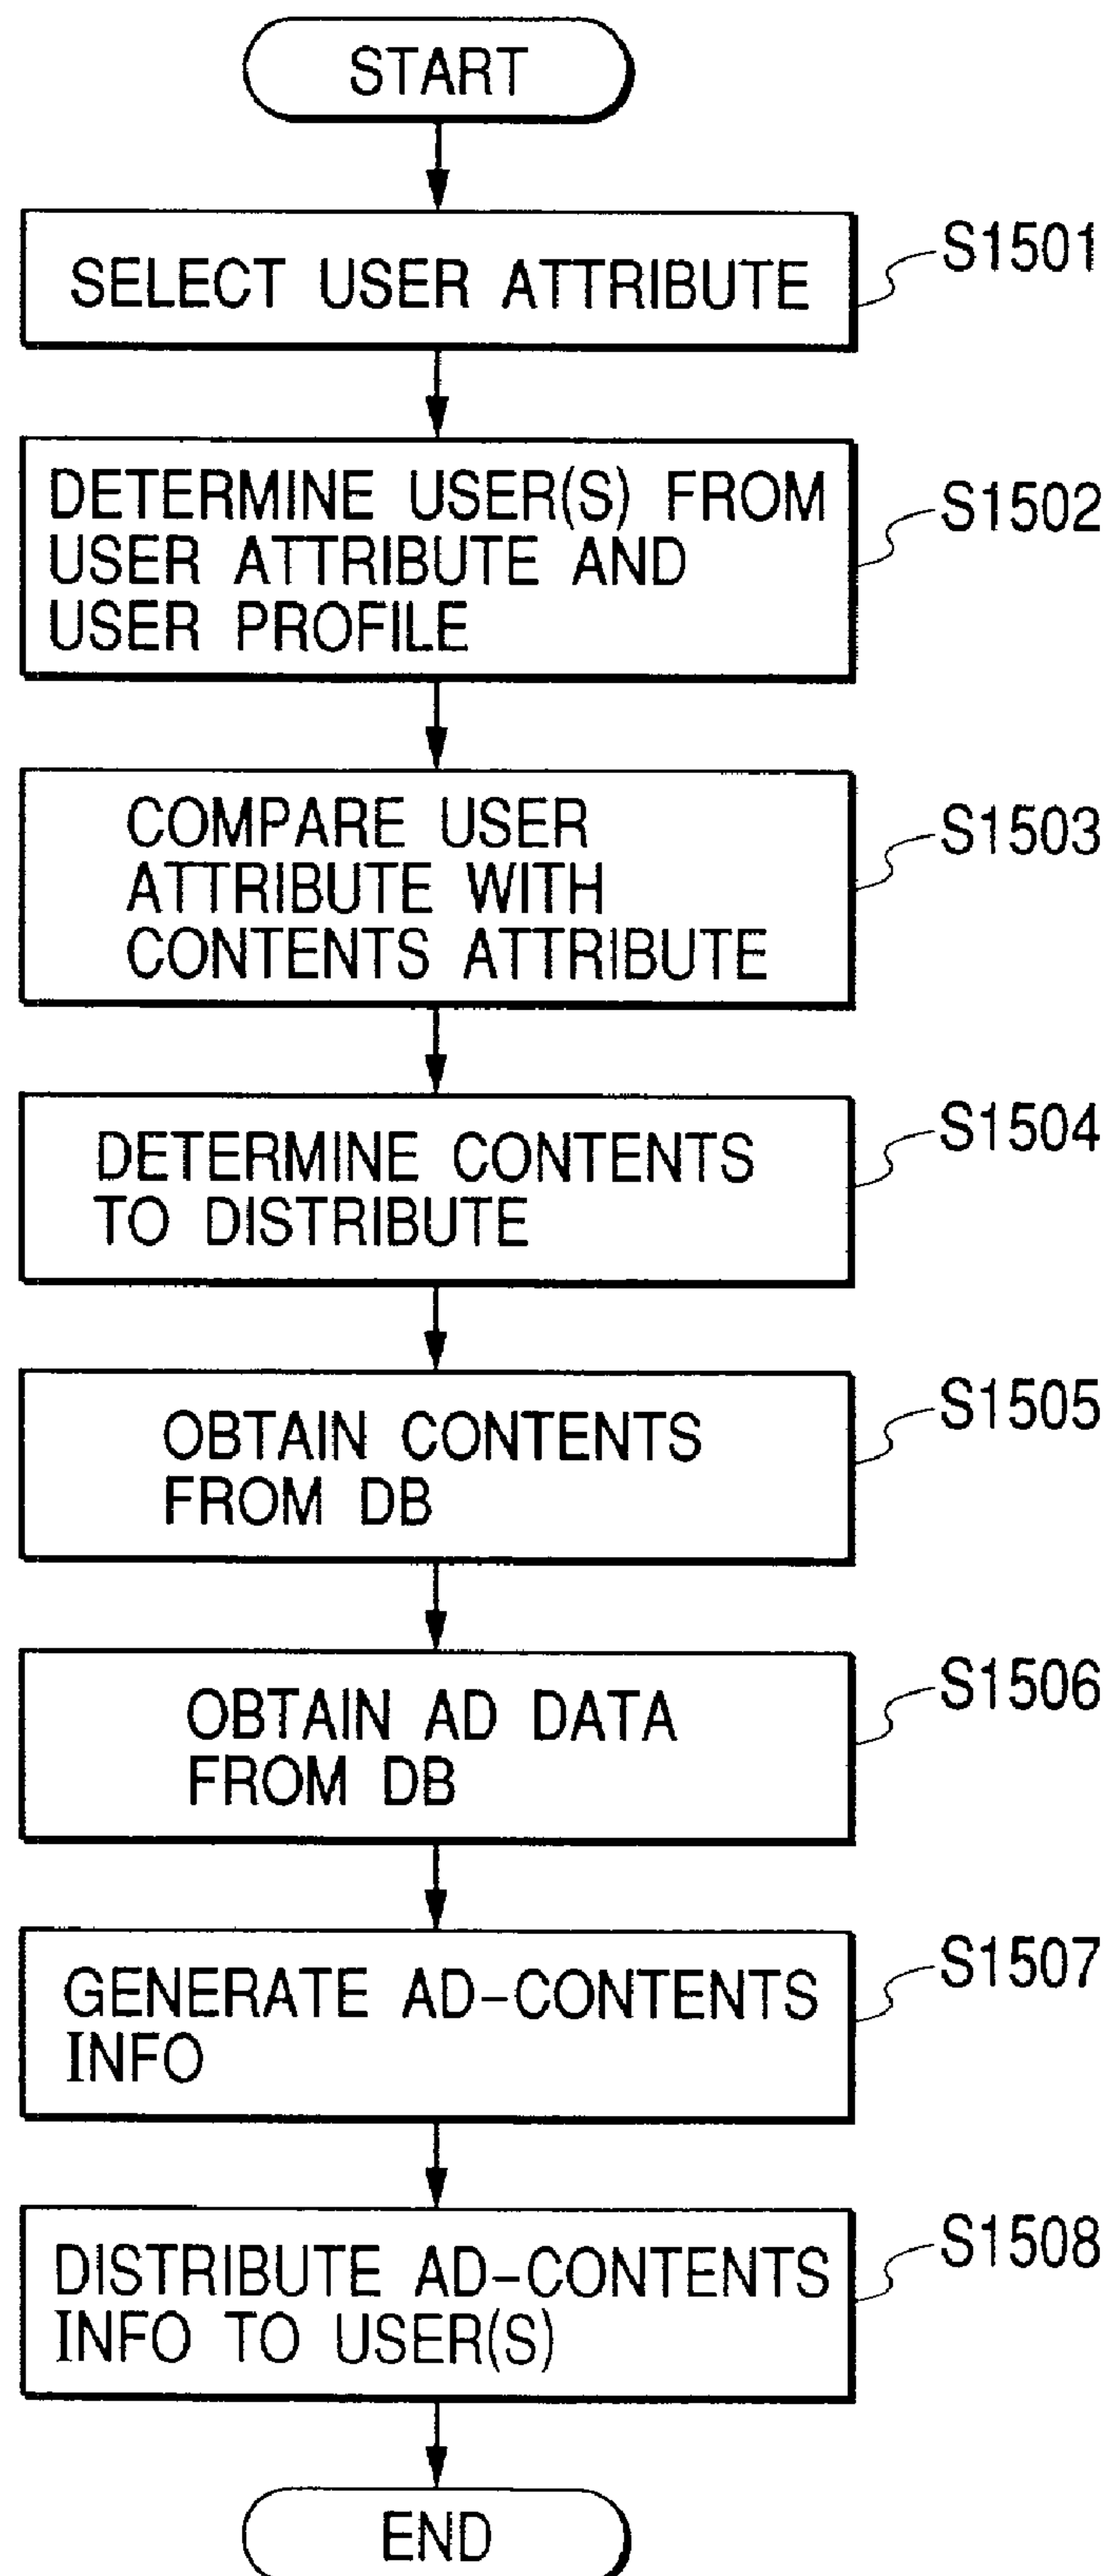 START
SELECT USER ATTRIBUTE
S1501
DETERMINE USER(S) FROM
USER ATTRIBUTE AND
USER PROFILE
S1502
COMPARE USER
ATTRIBUTE WITH
CONTENTS ATTRIBUTE
S1503
DETERMINE CONTENTS
TO DISTRIBUTE
S1504
OBTAIN CONTENTS
FROM DB
S1505
OBTAIN AD DATA
FROM DB
S1506
GENERATE AD-CONTENTS
INFO
S1507
DISTRIBUTE AD-CONTENTS
INFO TO USER(S)
S1508
END